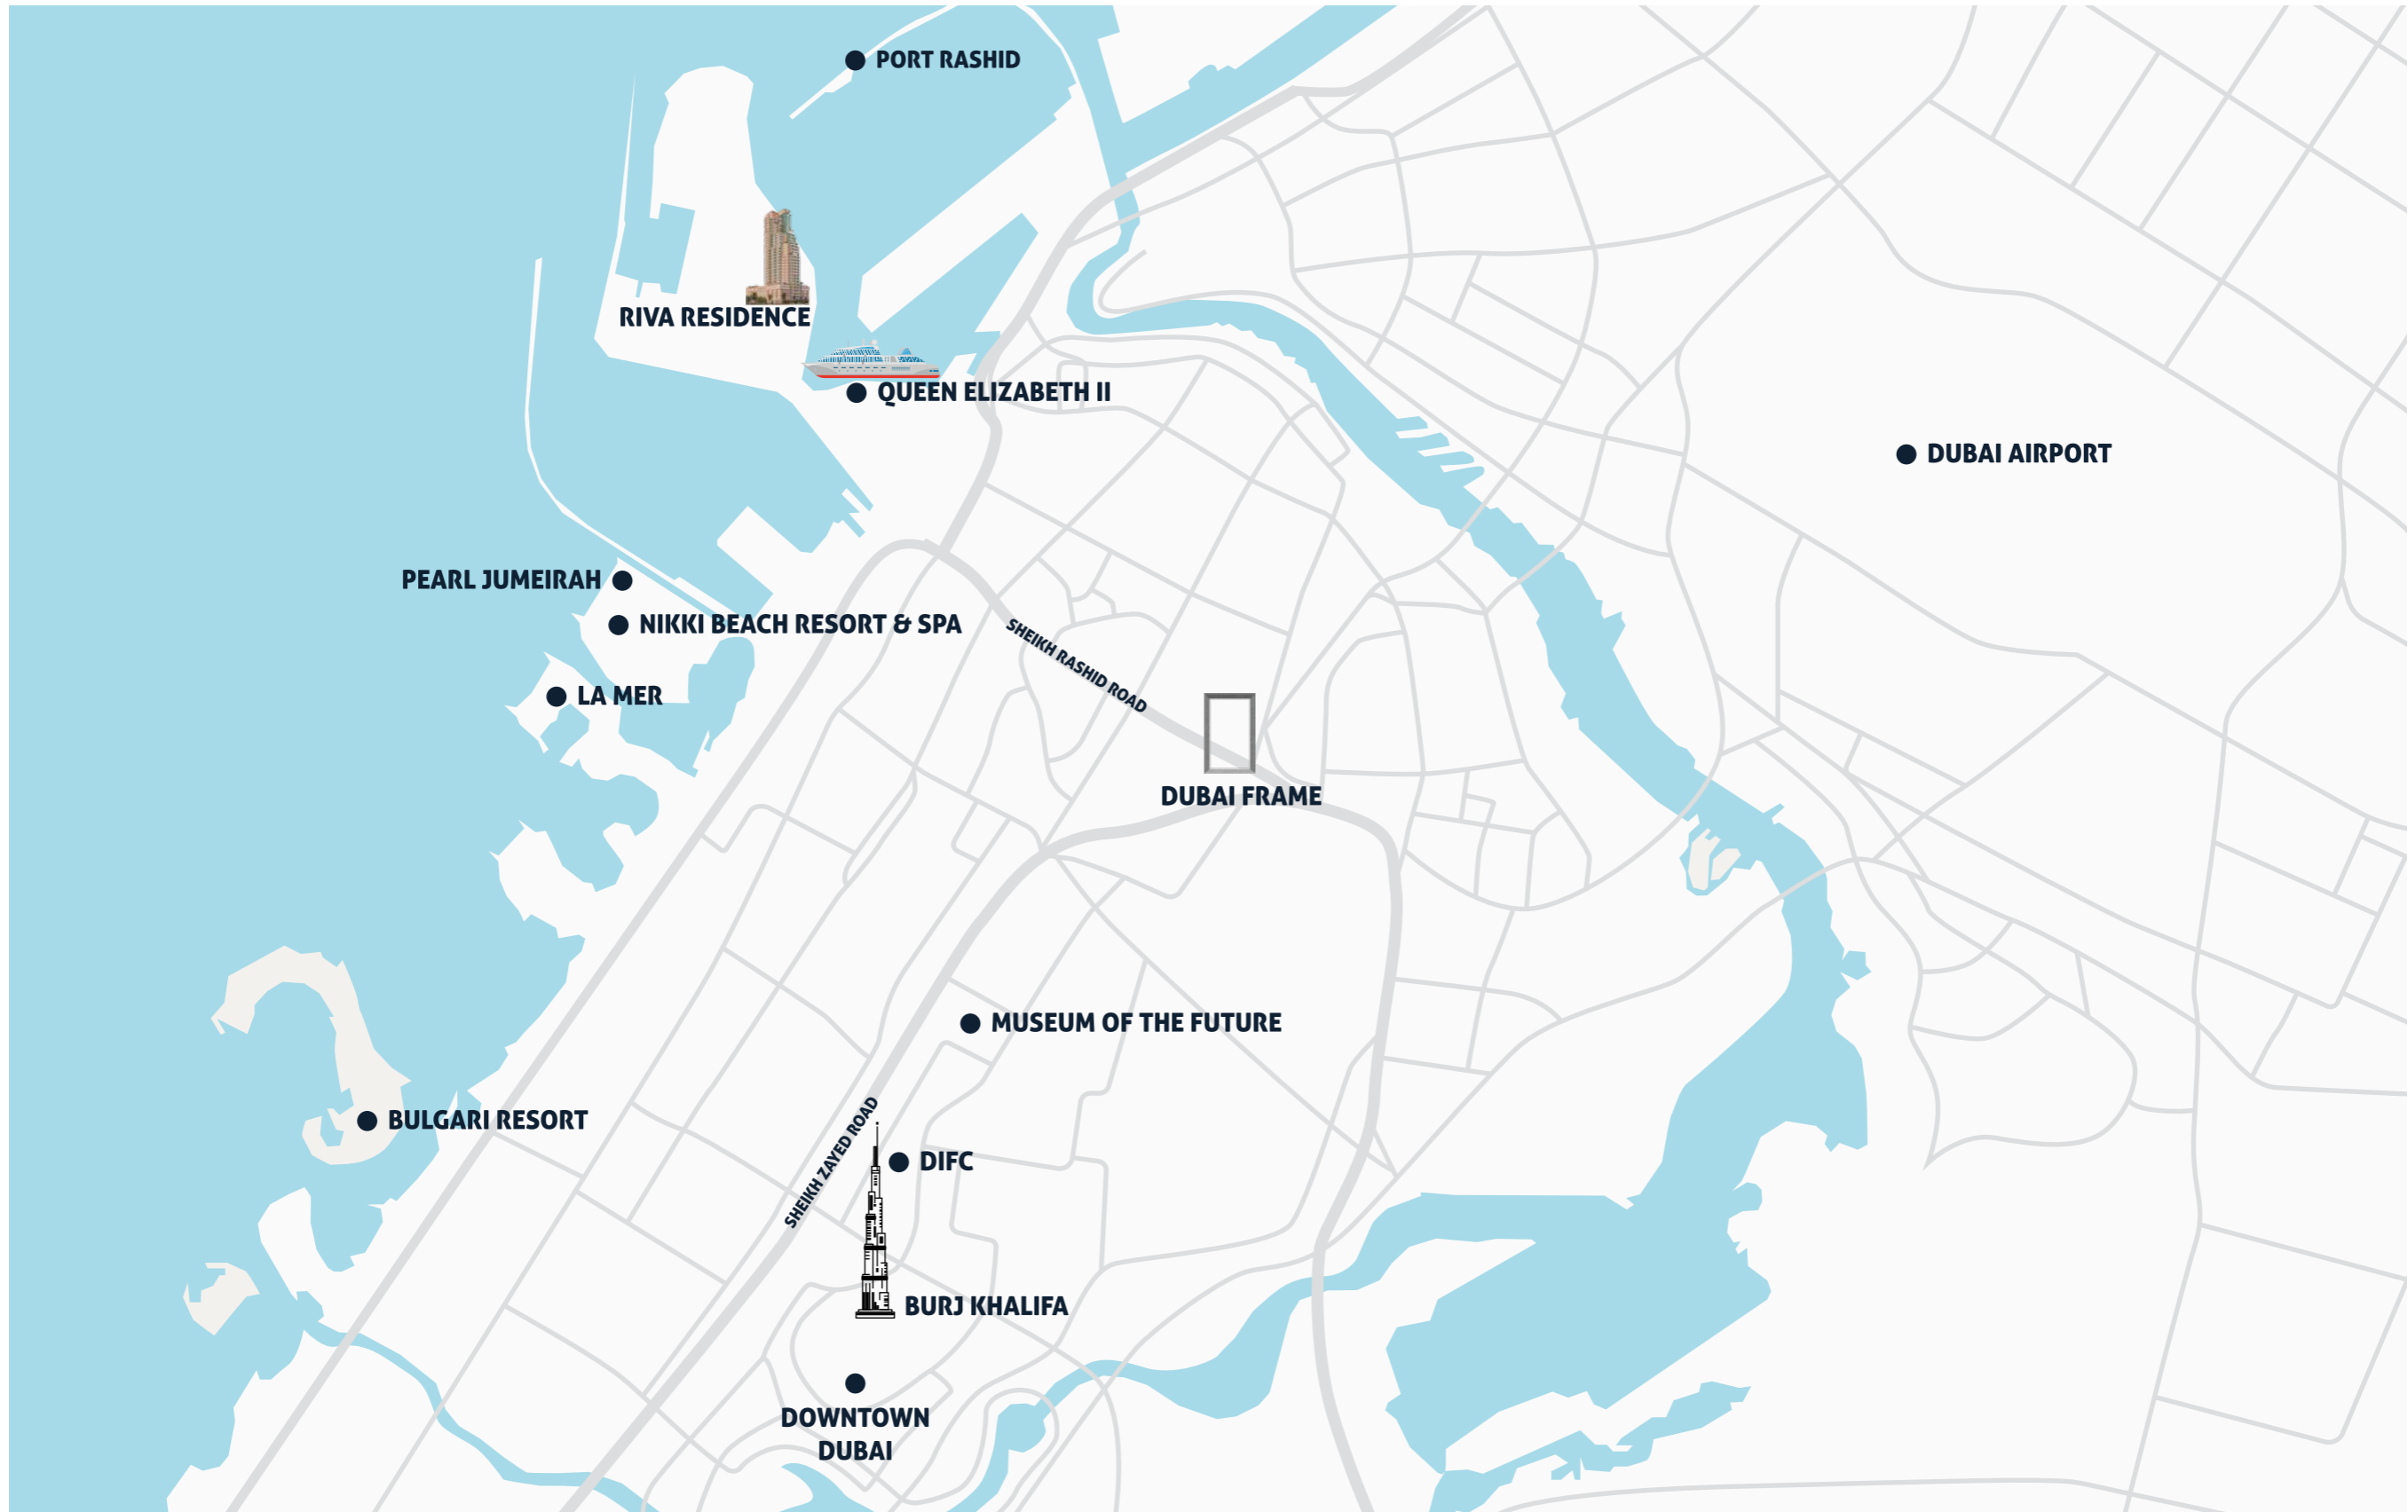 PORT RASHID
RIVA RESIDENCE
QUEEN ELIZABETH II
DUBAI AIRPORT
PEARL JUMEIRAH
NIKKI BEACH RESORT & SPA
SHEIKH RASHID ROAD
LA MER
DUBAI FRAME
MUSEUM OF THE FUTURE
BULGARI RESORT
SHEIKH ZAYED ROAD
DIFC
BURJ KHALIFA
DOWNTOWN
DUBAI